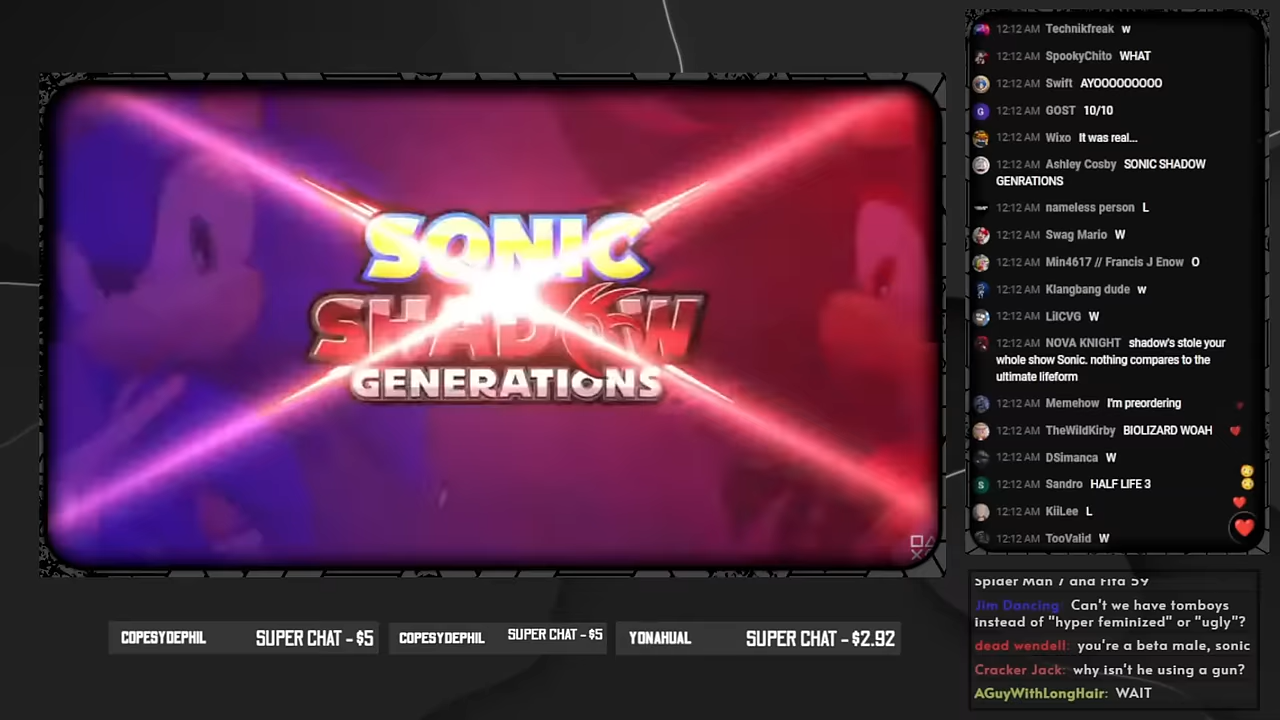 SONIC
SHADOW
GENERATIONS
12:12 AM Technikfreak w
12:12 AM SpookyChito WHAT
12:12 AM Swift AYOOOOOOOOO
G 12:12 AM GOST 10/10
12:12 AM Wixo It was real...
12:12 AM Ashley Cosby SONIC SHADOW
GENRATIONS
12:12 AM nameless person L
12:12 AM Swag Mario W
12:12 AM Min4617 // Francis J Enow O
12:12 AM Klangbang dude w
12:12 AM LilCVG W
12:12 AM NOVA KNIGHT shadow's stole your
whole show Sonic. nothing compares to the
ultimate lifeform
12:12 AM Memehow I'm preordering
12:12 AM TheWildKirby BIOLIZARD WOAH
12:12 AM DSimanca W
S 12:12 AM Sandro HALF LIFE 3
12:12 AM KiiLee L
12:12 AM TooValid W
Spider Man 7 and Fifa 59
Jim Dancing: Can't we have tomboys
instead of "hyper feminized" or "ugly"?
dead wendell: you're a beta male, sonic
Cracker Jack: why isn't he using a gun?
AGuyWithLongHair: WAIT
COPESYDEPHIL SUPER CHAT - $5
COPESYDEPHIL SUPER CHAT - $5
YONAHUAL SUPER CHAT - $2.92